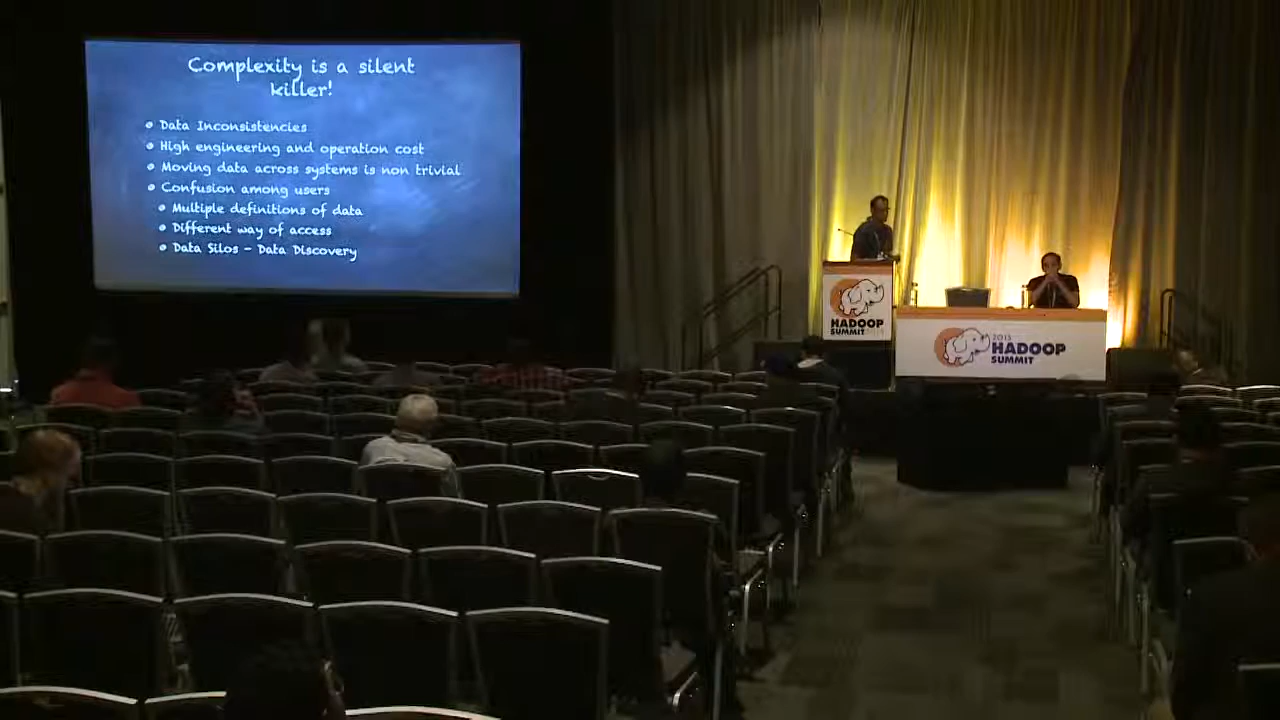 Complexity is a silent
killer!
Data Inconsistencies
High engineering and operation cost
Moving data across systems is non trivial
Confusion among users
Multiple definitions of data
Different way of access
Data Silos - Data Discovery
HADOOP
SUMMIT
2015
HADOOP
SUMMIT